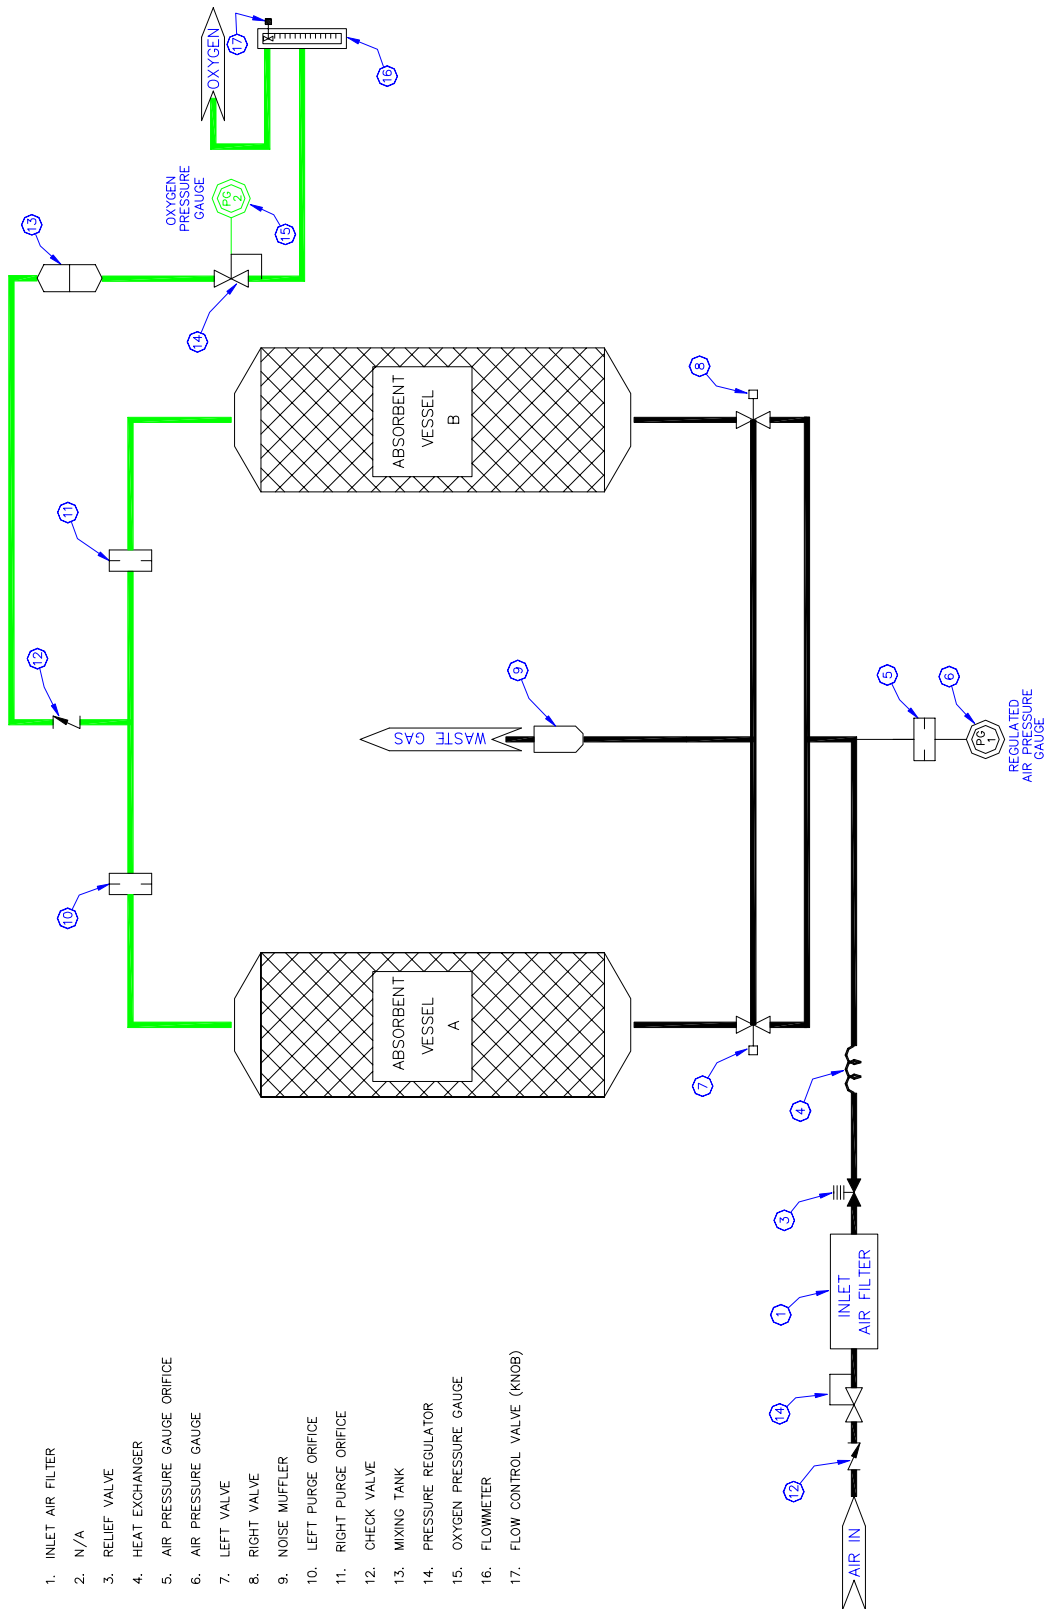 1. INLET AIR FILTER
2. N/A
3. RELIEF VALVE
4. HEAT EXCHANGER
5. AIR PRESSURE GAUGE ORIFICE
6. AIR PRESSURE GAUGE
7. LEFT VALVE
8. RIGHT VALVE
9. NOISE MUFFLER
10. LEFT PURGE ORIFICE
11. RIGHT PURGE ORIFICE
12. CHECK VALVE
13. MIXING TANK
14. PRESSURE REGULATOR
15. OXYGEN PRESSURE GAUGE
16. FLOWMETER
17. FLOW CONTROL VALVE (KNOB)
AIR IN
12
14
INLET
AIR FILTER
1
3
4
7
8
5
6
PG
1
REGULATED
AIR PRESSURE
GAUGE
9
WASTE GAS
ABSORBENT
VESSEL
A
ABSORBENT
VESSEL
B
10
11
12
13
14
15
PG
2
OXYGEN
PRESSURE
GAUGE
16
17
OXYGEN